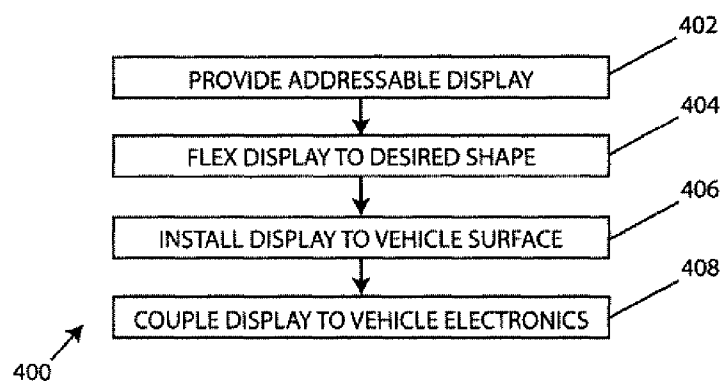 402
PROVIDE ADDRESSABLE DISPLAY
404
FLEX DISPLAY TO DESIRED SHAPE
406
INSTALL DISPLAY TO VEHICLE SURFACE
408
COUPLE DISPLAY TO VEHICLE ELECTRONICS
400